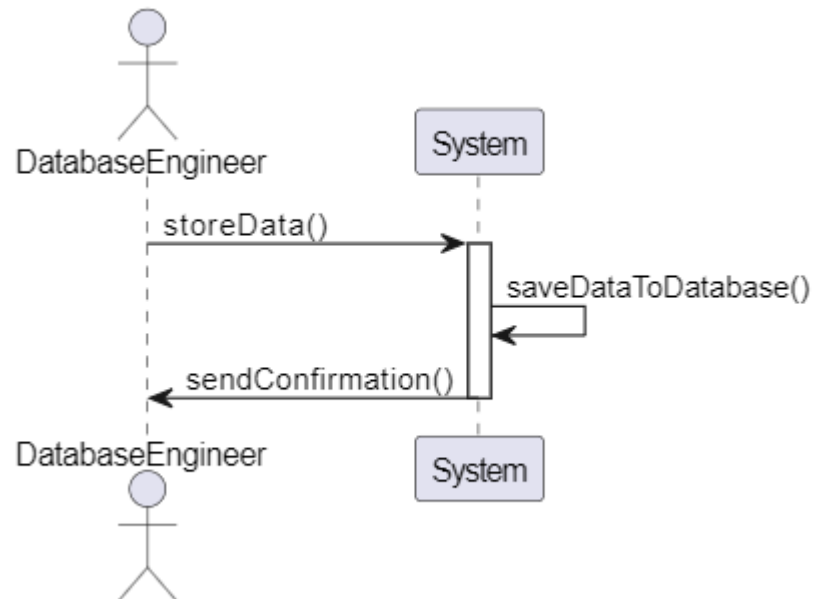 DatabaseEngineer
System
storeData()
saveDataToDatabase()
sendConfirmation()
DatabaseEngineer
System